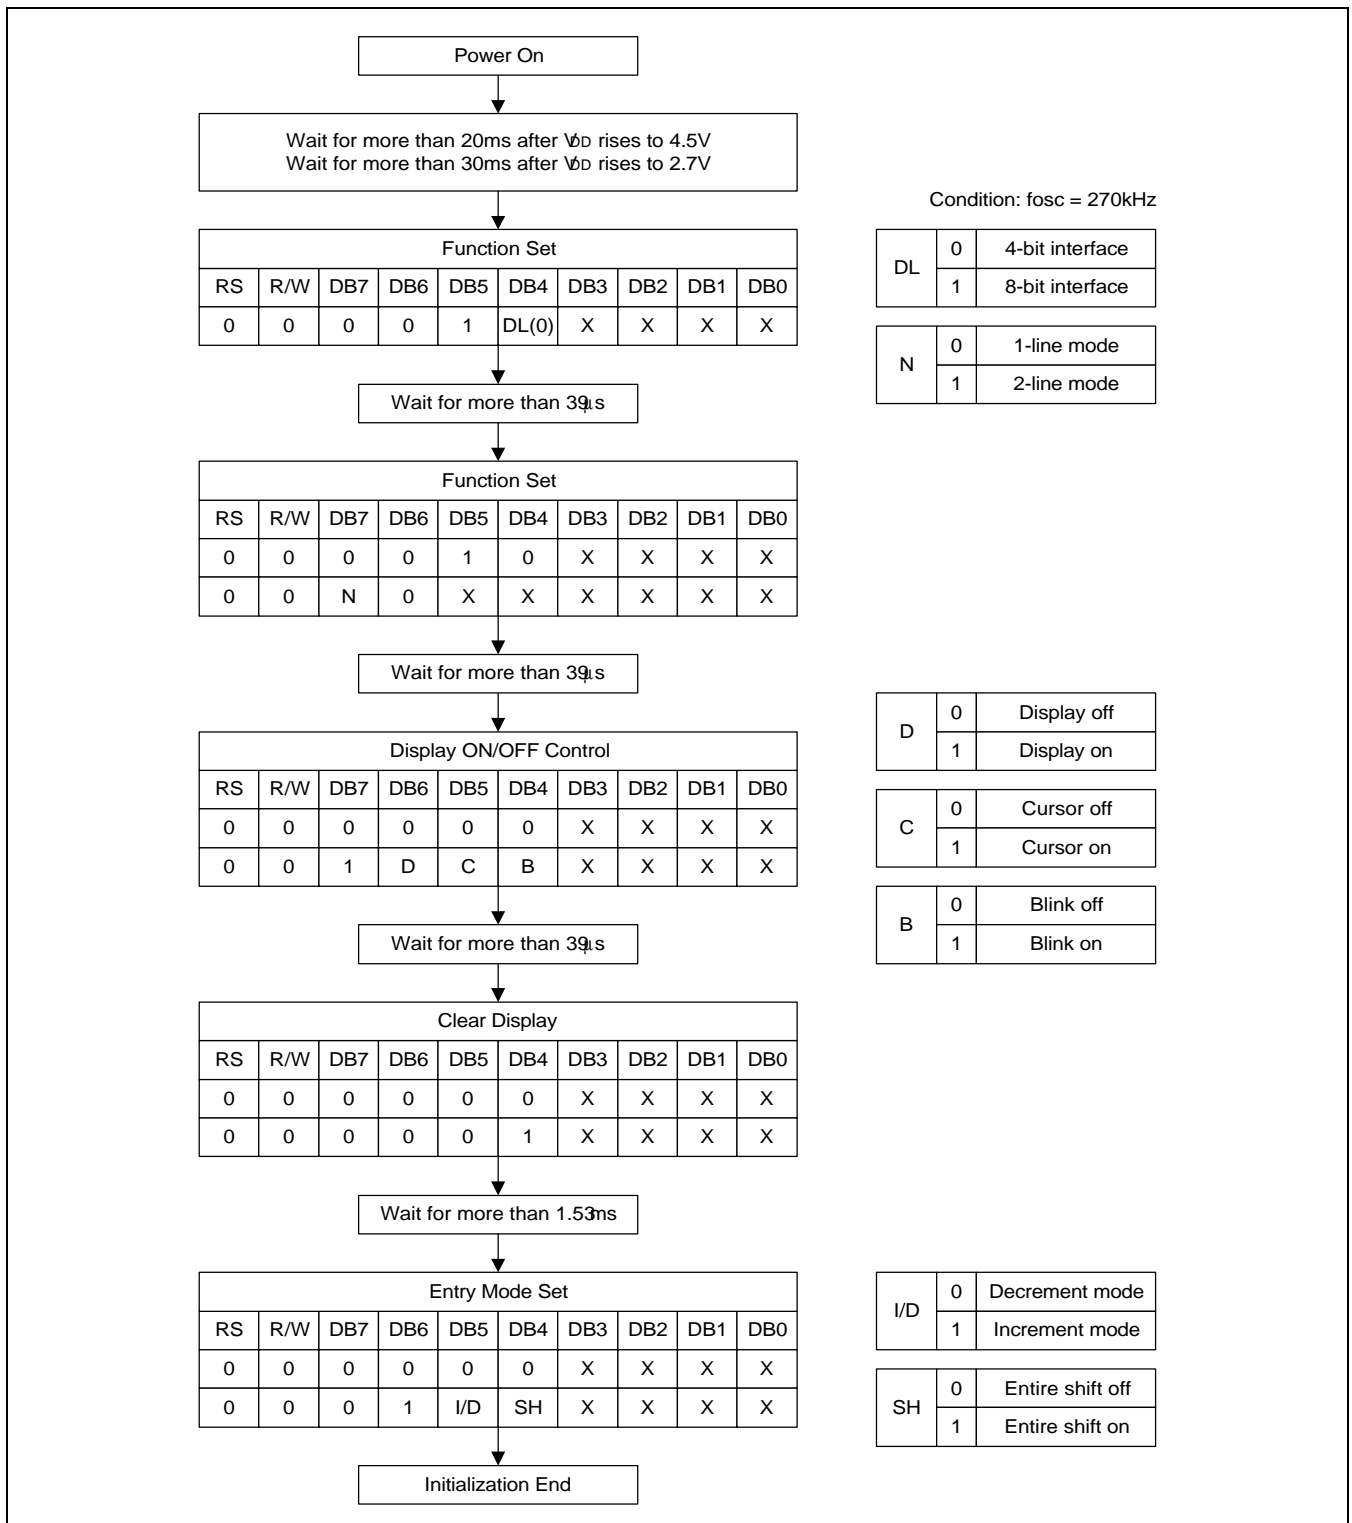 Power On
Wait for more than 20ms after VDD rises to 4.5V
Wait for more than 30ms after VDD rises to 2.7V
Condition: fosc = 270kHz
Function Set
RS R/W DB7 DB6 DB5 DB4 DB3 DB2 DB1 DB0
0 0 0 0 1 DL(0) X X X X
DL
0 4-bit interface
1 8-bit interface
N
0 1-line mode
1 2-line mode
Wait for more than 39μs
Function Set
RS R/W DB7 DB6 DB5 DB4 DB3 DB2 DB1 DB0
0 0 0 0 1 0 X X X X
0 0 N 0 X X X X X X
Wait for more than 39μs
Display ON/OFF Control
RS R/W DB7 DB6 DB5 DB4 DB3 DB2 DB1 DB0
0 0 0 0 0 0 X X X X
0 0 1 D C B X X X X
D
0 Display off
1 Display on
C
0 Cursor off
1 Cursor on
B
0 Blink off
1 Blink on
Wait for more than 39μs
Clear Display
RS R/W DB7 DB6 DB5 DB4 DB3 DB2 DB1 DB0
0 0 0 0 0 0 X X X X
0 0 0 0 0 1 X X X X
Wait for more than 1.53ms
Entry Mode Set
RS R/W DB7 DB6 DB5 DB4 DB3 DB2 DB1 DB0
0 0 0 0 0 0 X X X X
0 0 0 1 I/D SH X X X X
I/D
0 Decrement mode
1 Increment mode
SH
0 Entire shift off
1 Entire shift on
Initialization End